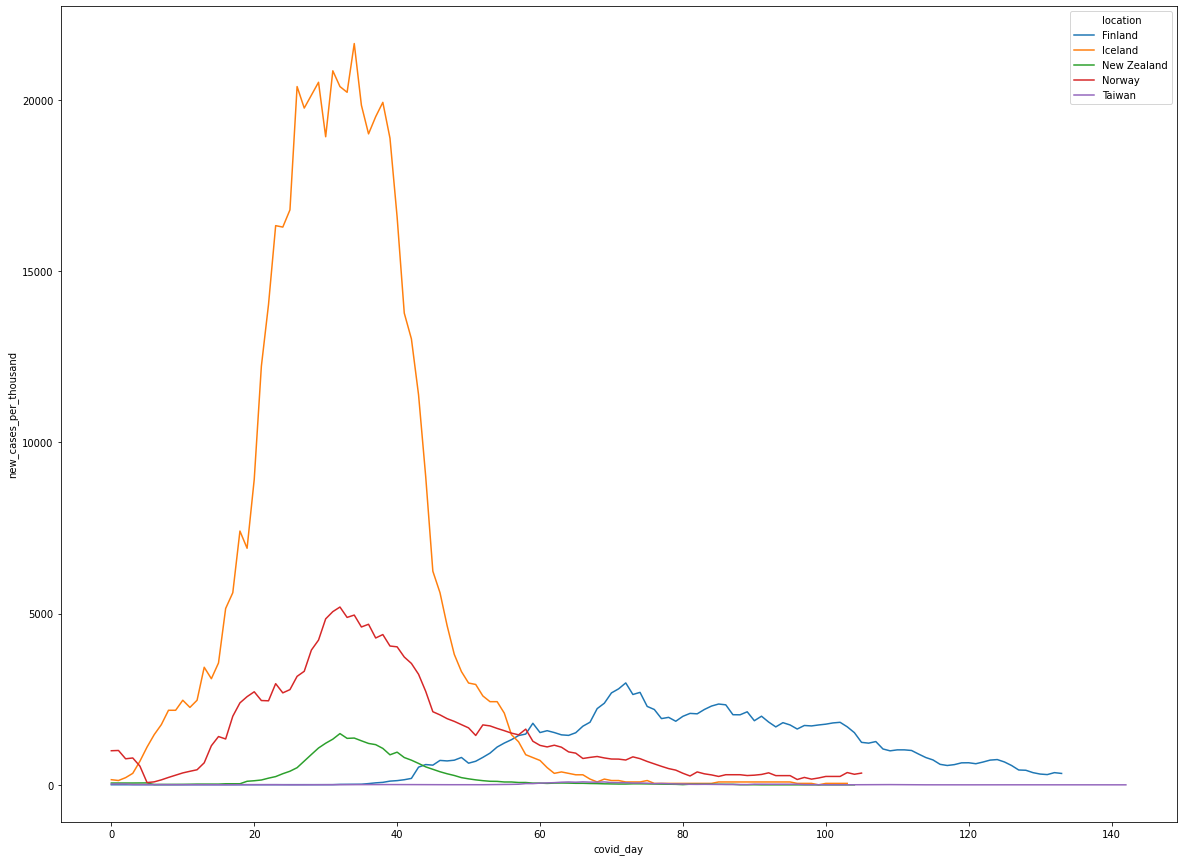 location
Finland
Iceland
New Zealand
Norway
Taiwan
20000
15000
10000
5000
0
new_cases_per_thousand
0 20 40 60 80 100 120 140
covid_day